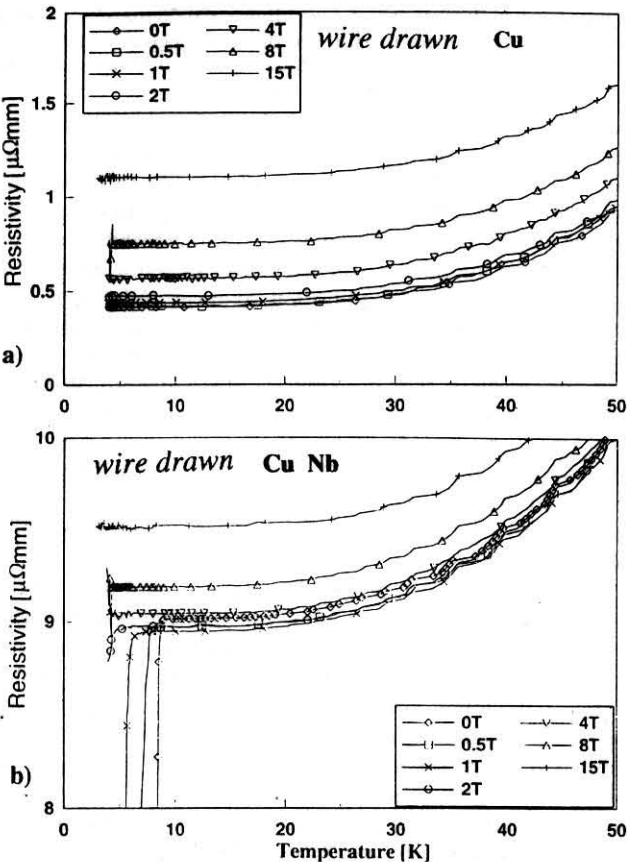 0T 4T
0.5T 8T
1T 15T
2T
wire drawn Cu
Resistivity [μΩmm]
2
1.5
1
0.5
0
a)
0 10 20 30 40 50
wire drawn Cu Nb
Resistivity [μΩmm]
10
9
8
b)
0T 4T
0.5T 8T
1T 15T
2T
0 10 20 30 40 50
Temperature [K]